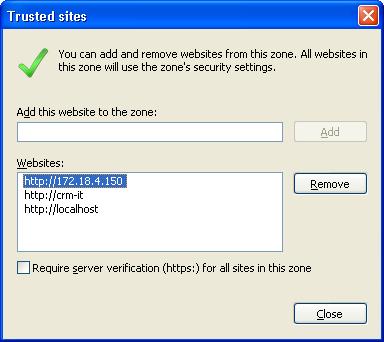 Trusted sites
You can add and remove websites from this zone. All websites in
this zone will use the zone's security settings.
Add this website to the zone:
Add
Websites:
http://172.18.4.150
http://crm-it
http://localhost
Remove
Require server verification (https:) for all sites in this zone
Close